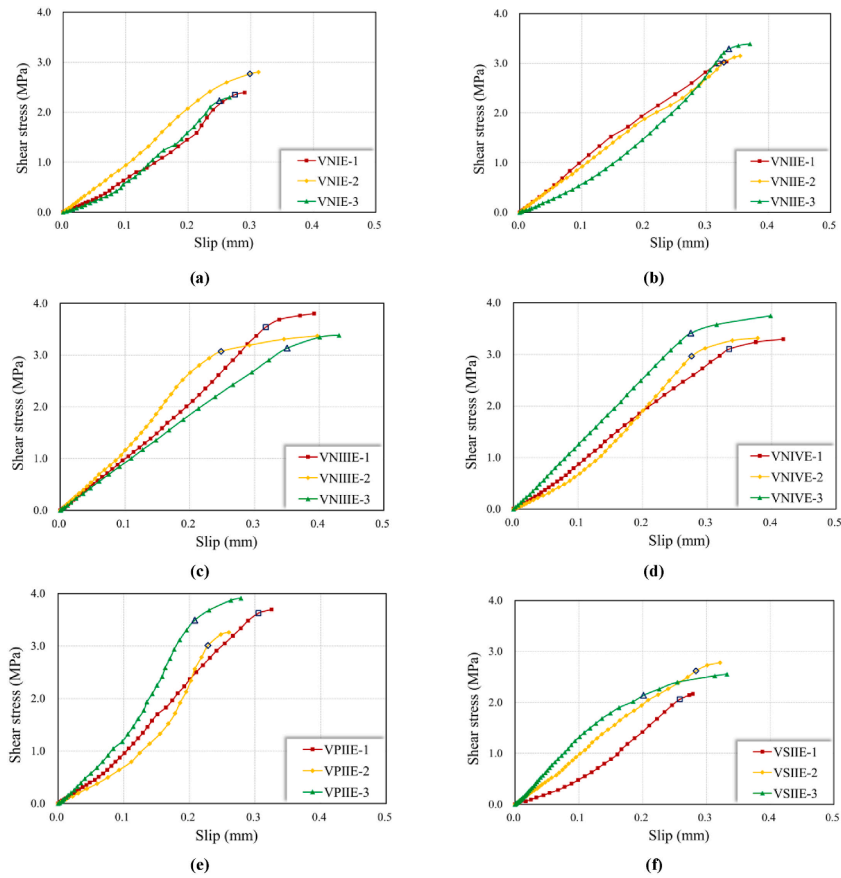 Shear stress (MPa)
4.0
3.0
2.0
1.0
0.0
VNIE-1
VNIE-2
VNIE-3
0.0 0.1 0.2 0.3 0.4 0.5
Slip (mm)
(a)
Shear stress (MPa)
4.0
3.0
2.0
1.0
0.0
VNIIE-1
VNIIE-2
VNIIE-3
0.0 0.1 0.2 0.3 0.4 0.5
Slip (mm)
(b)
Shear stress (MPa)
4.0
3.0
2.0
1.0
0.0
VNIIIE-1
VNIIIE-2
VNIIIE-3
0.0 0.1 0.2 0.3 0.4 0.5
Slip (mm)
(c)
Shear stress (MPa)
4.0
3.0
2.0
1.0
0.0
VNIVE-1
VNIVE-2
VNIVE-3
0.0 0.1 0.2 0.3 0.4 0.5
Slip (mm)
(d)
Shear stress (MPa)
4.0
3.0
2.0
1.0
0.0
VPIIE-1
VPIIE-2
VPIIE-3
0.0 0.1 0.2 0.3 0.4 0.5
Slip (mm)
(e)
Shear stress (MPa)
4.0
3.0
2.0
1.0
0.0
VSIIE-1
VSIIE-2
VSIIE-3
0.0 0.1 0.2 0.3 0.4 0.5
Slip (mm)
(f)